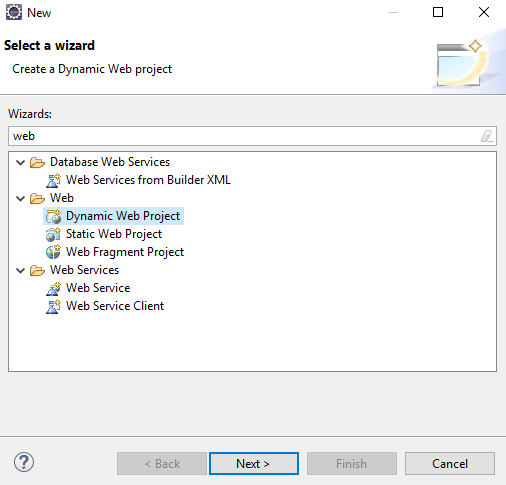 New
Select a wizard
Create a Dynamic Web project
Wizards:
web
Database Web Services
Web Services from Builder XML
Web
Dynamic Web Project
Static Web Project
Web Fragment Project
Web Services
Web Service
Web Service Client
?
< Back
Next >
Finish
Cancel